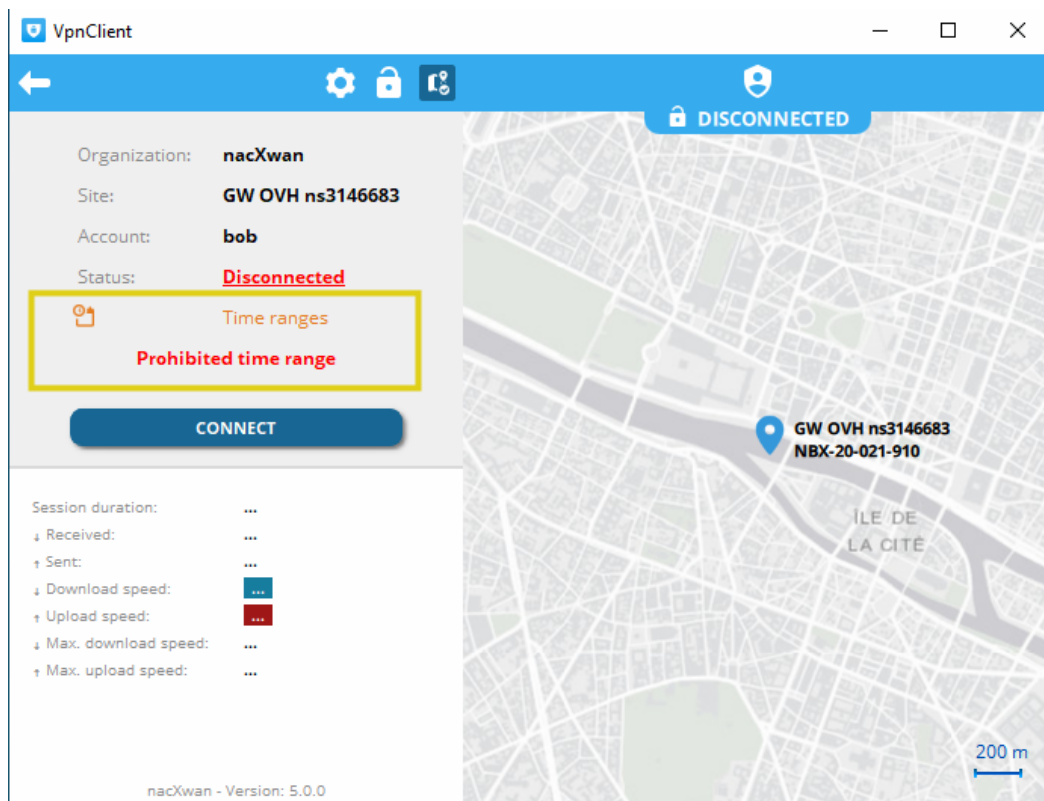 VpnClient
DISCONNECTED
Organization: nacXwan
Site: GW OVH ns3146683
Account: bob
Status: Disconnected
Time ranges
Prohibited time range
CONNECT
Session duration: ...
↓ Received: ...
↑ Sent: ...
↓ Download speed: ...
↑ Upload speed: ...
↓ Max. download speed: ...
↑ Max. upload speed: ...
nacXwan - Version: 5.0.0
GW OVH ns3146683
NBX-20-021-910
ÎLE DE
LA CITÉ
200 m